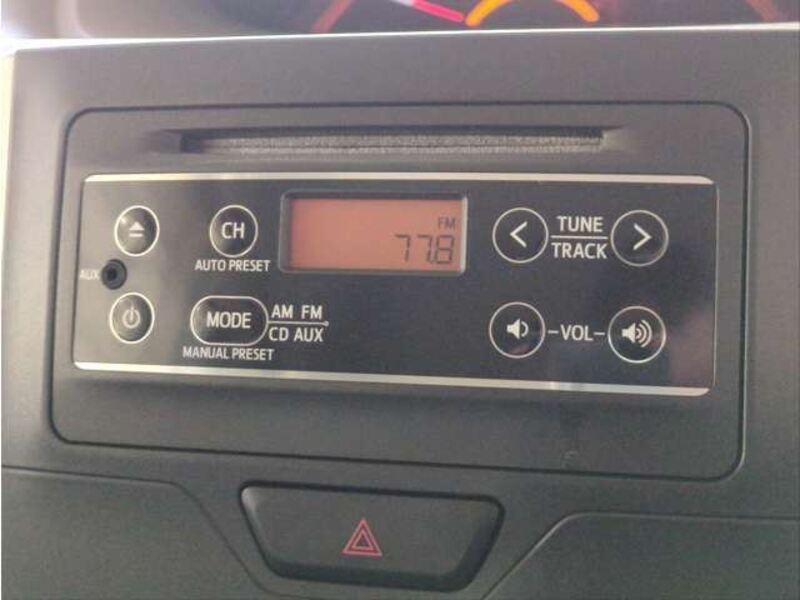 CH
AUTO PRESET
FM
77.8
TUNE
TRACK
AUX
MODE
AM FM
CD AUX
MANUAL PRESET
-VOL-